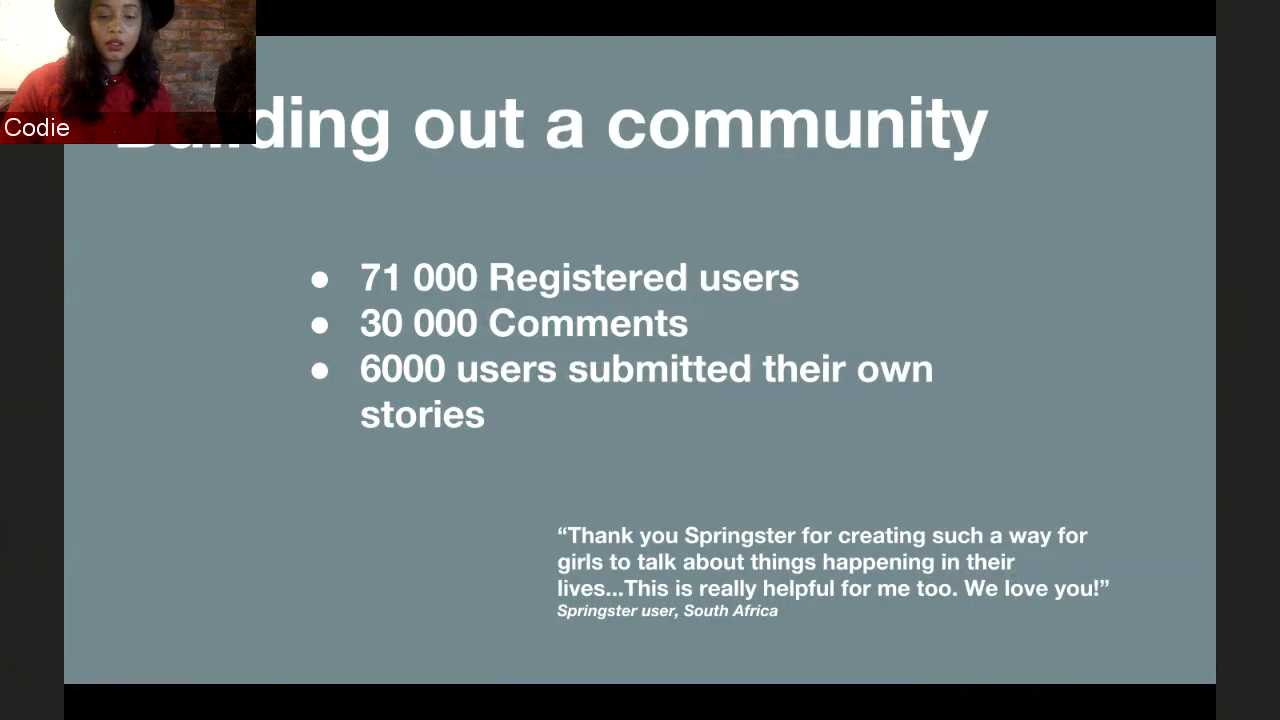 Codie
ding out a community
● 71 000 Registered users
● 30 000 Comments
● 6000 users submitted their own
stories
“Thank you Springster for creating such a way for
girls to talk about things happening in their
lives...This is really helpful for me too. We love you!”
Springster user, South Africa